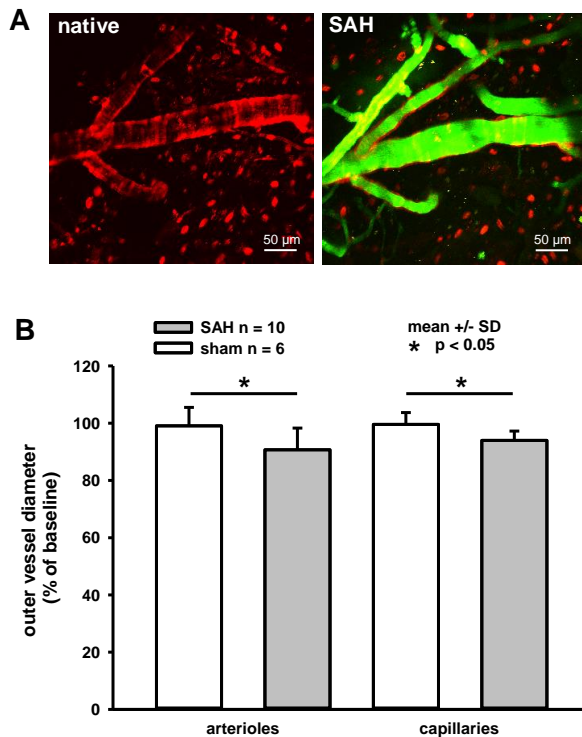 A
native
SAH
50 µm
50 µm
B
SAH n = 10
sham n = 6
mean +/- SD
* p < 0.05
outer vessel diameter
(% of baseline)
120
100
80
60
40
20
0
*
*
arterioles
capillaries